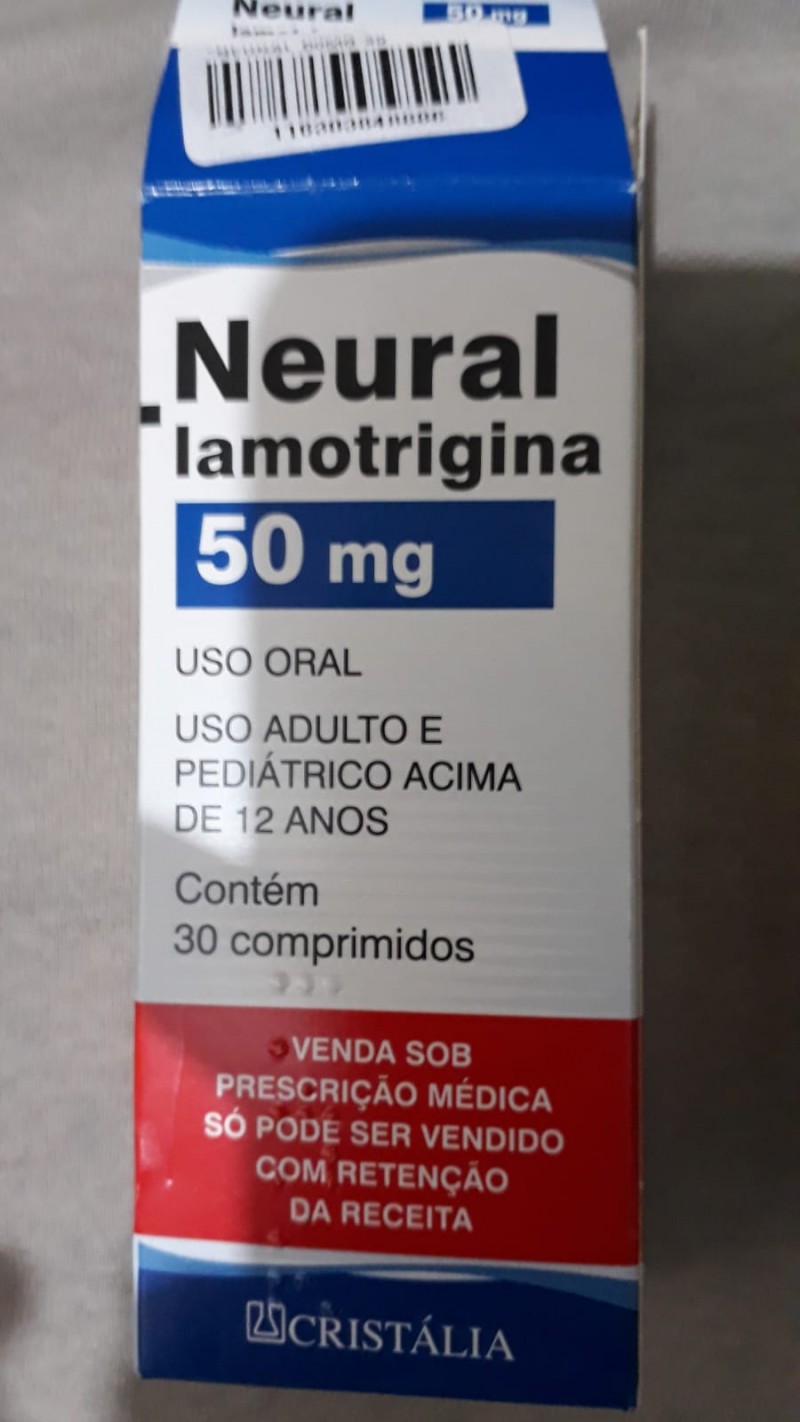 Neural
50 mg
Neural
lamotrigina
50 mg
USO ORAL
USO ADULTO E
PEDIÁTRICO ACIMA
DE 12 ANOS
Contém
30 comprimidos
VENDA SOB
PRESCRIÇÃO MÉDICA
SÓ PODE SER VENDIDO
COM RETENÇÃO
DA RECEITA
CRISTÁLIA